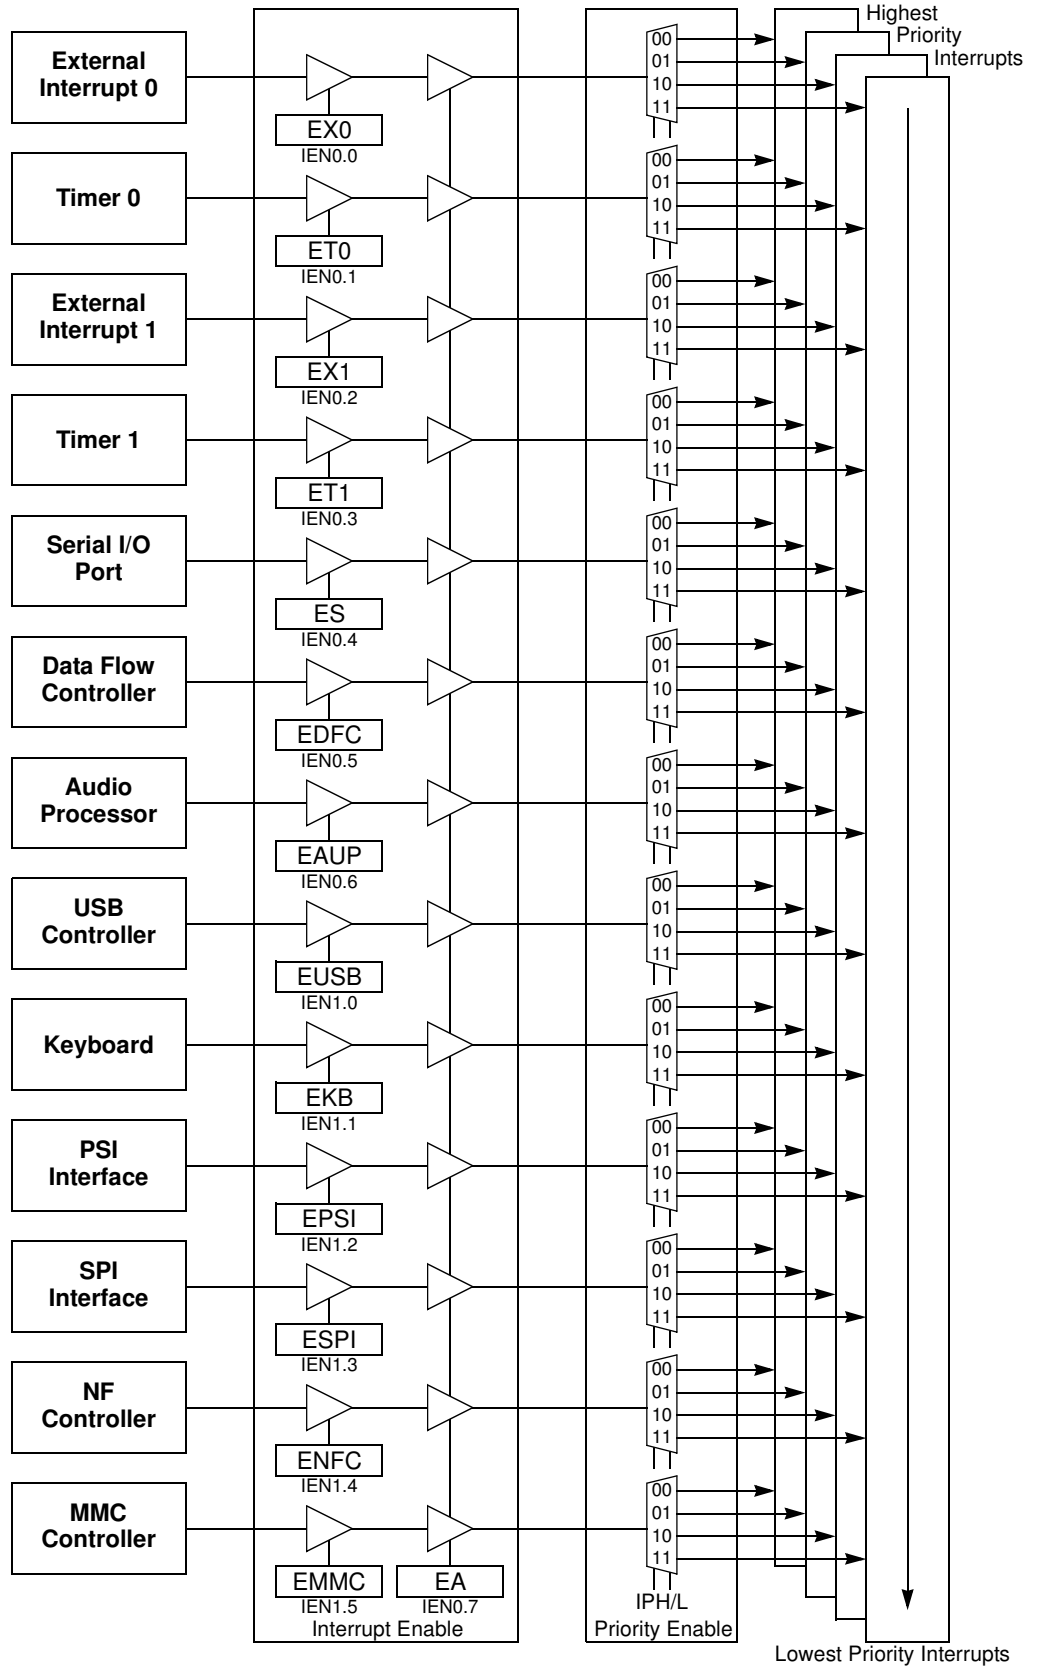 Highest
Priority
Interrupts
External
Interrupt 0
EX0
IEN0.0
00
01
10
11
Timer 0
ET0
IEN0.1
00
01
10
11
External
Interrupt 1
EX1
IEN0.2
00
01
10
11
Timer 1
ET1
IEN0.3
00
01
10
11
Serial I/O
Port
ES
IEN0.4
00
01
10
11
Data Flow
Controller
EDFC
IEN0.5
00
01
10
11
Audio
Processor
EAUP
IEN0.6
00
01
10
11
USB
Controller
EUSB
IEN1.0
00
01
10
11
Keyboard
EKB
IEN1.1
00
01
10
11
PSI
Interface
EPSI
IEN1.2
00
01
10
11
SPI
Interface
ESPI
IEN1.3
00
01
10
11
NF
Controller
ENFC
IEN1.4
00
01
10
11
MMC
Controller
EMMC
IEN1.5
EA
IEN0.7
00
01
10
11
IPH/L
Interrupt Enable
Priority Enable
Lowest Priority Interrupts